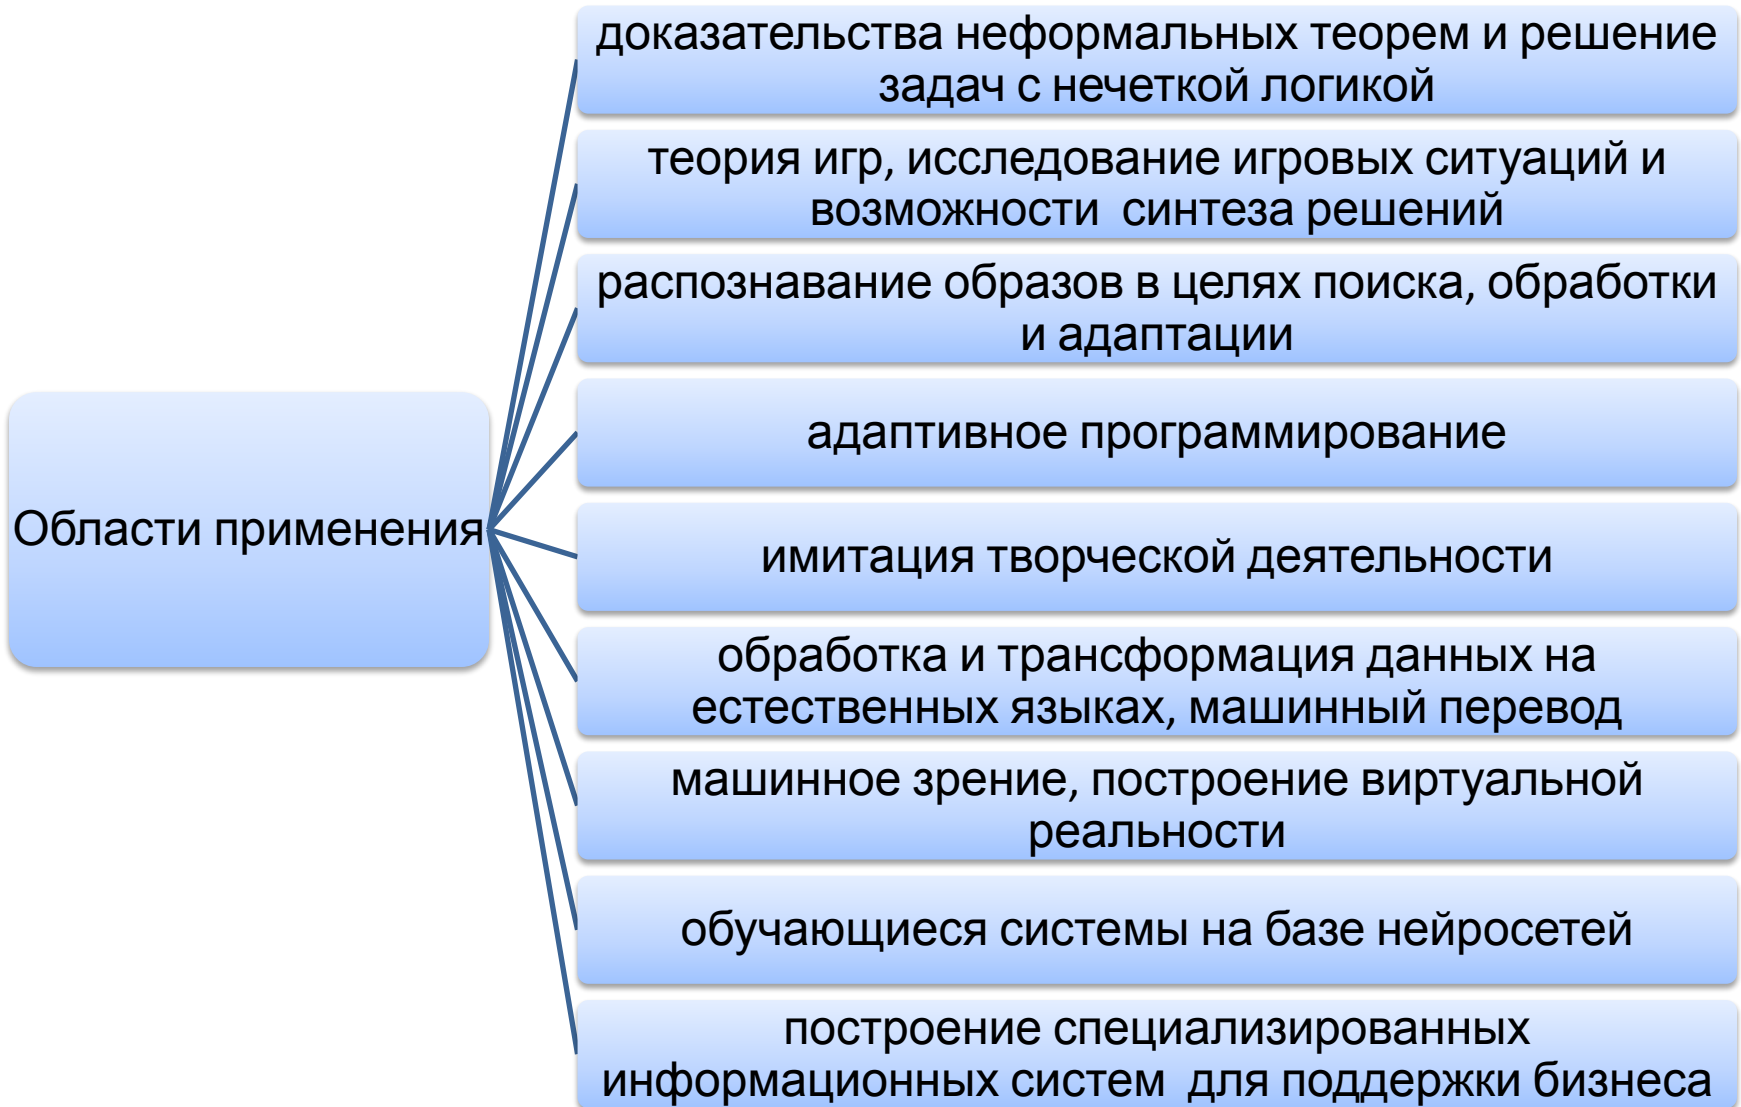 Области применения
доказательства неформальных теорем и решение
задач с нечеткой логикой
теория игр, исследование игровых ситуаций и
возможности синтеза решений
распознавание образов в целях поиска, обработки
и адаптации
адаптивное программирование
имитация творческой деятельности
обработка и трансформация данных на
естественных языках, машинный перевод
машинное зрение, построение виртуальной
реальности
обучающиеся системы на базе нейросетей
построение специализированных
информационных систем для поддержки бизнеса